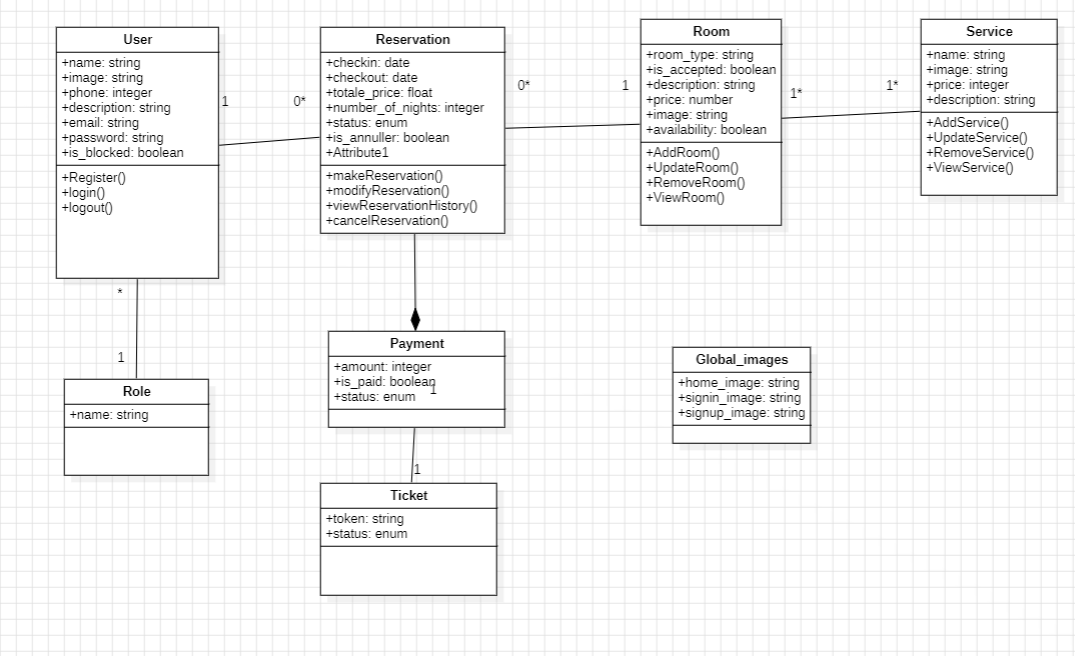 User
+name: string
+image: string
+phone: integer
+description: string
+email: string
+password: string
+is_blocked: boolean
+Register()
+login()
+logout()
1
0*
Reservation
+checkin: date
+checkout: date
+totale_price: float
+number_of_nights: integer
+status: enum
+is_annuller: boolean
+Attribute1
+makeReservation()
+modifyReservation()
+viewReservationHistory()
+cancelReservation()
0*
1
Room
+room_type: string
+is_accepted: boolean
+description: string
+price: number
+image: string
+availability: boolean
+AddRoom()
+UpdateRoom()
+RemoveRoom()
+ViewRoom()
1*
1*
Service
+name: string
+image: string
+price: integer
+description: string
+AddService()
+UpdateService()
+RemoveService()
+ViewService()
*
1
Role
+name: string
Payment
+amount: integer
+is_paid: boolean
+status: enum
1
1
Ticket
+token: string
+status: enum
Global_images
+home_image: string
+signin_image: string
+signup_image: string